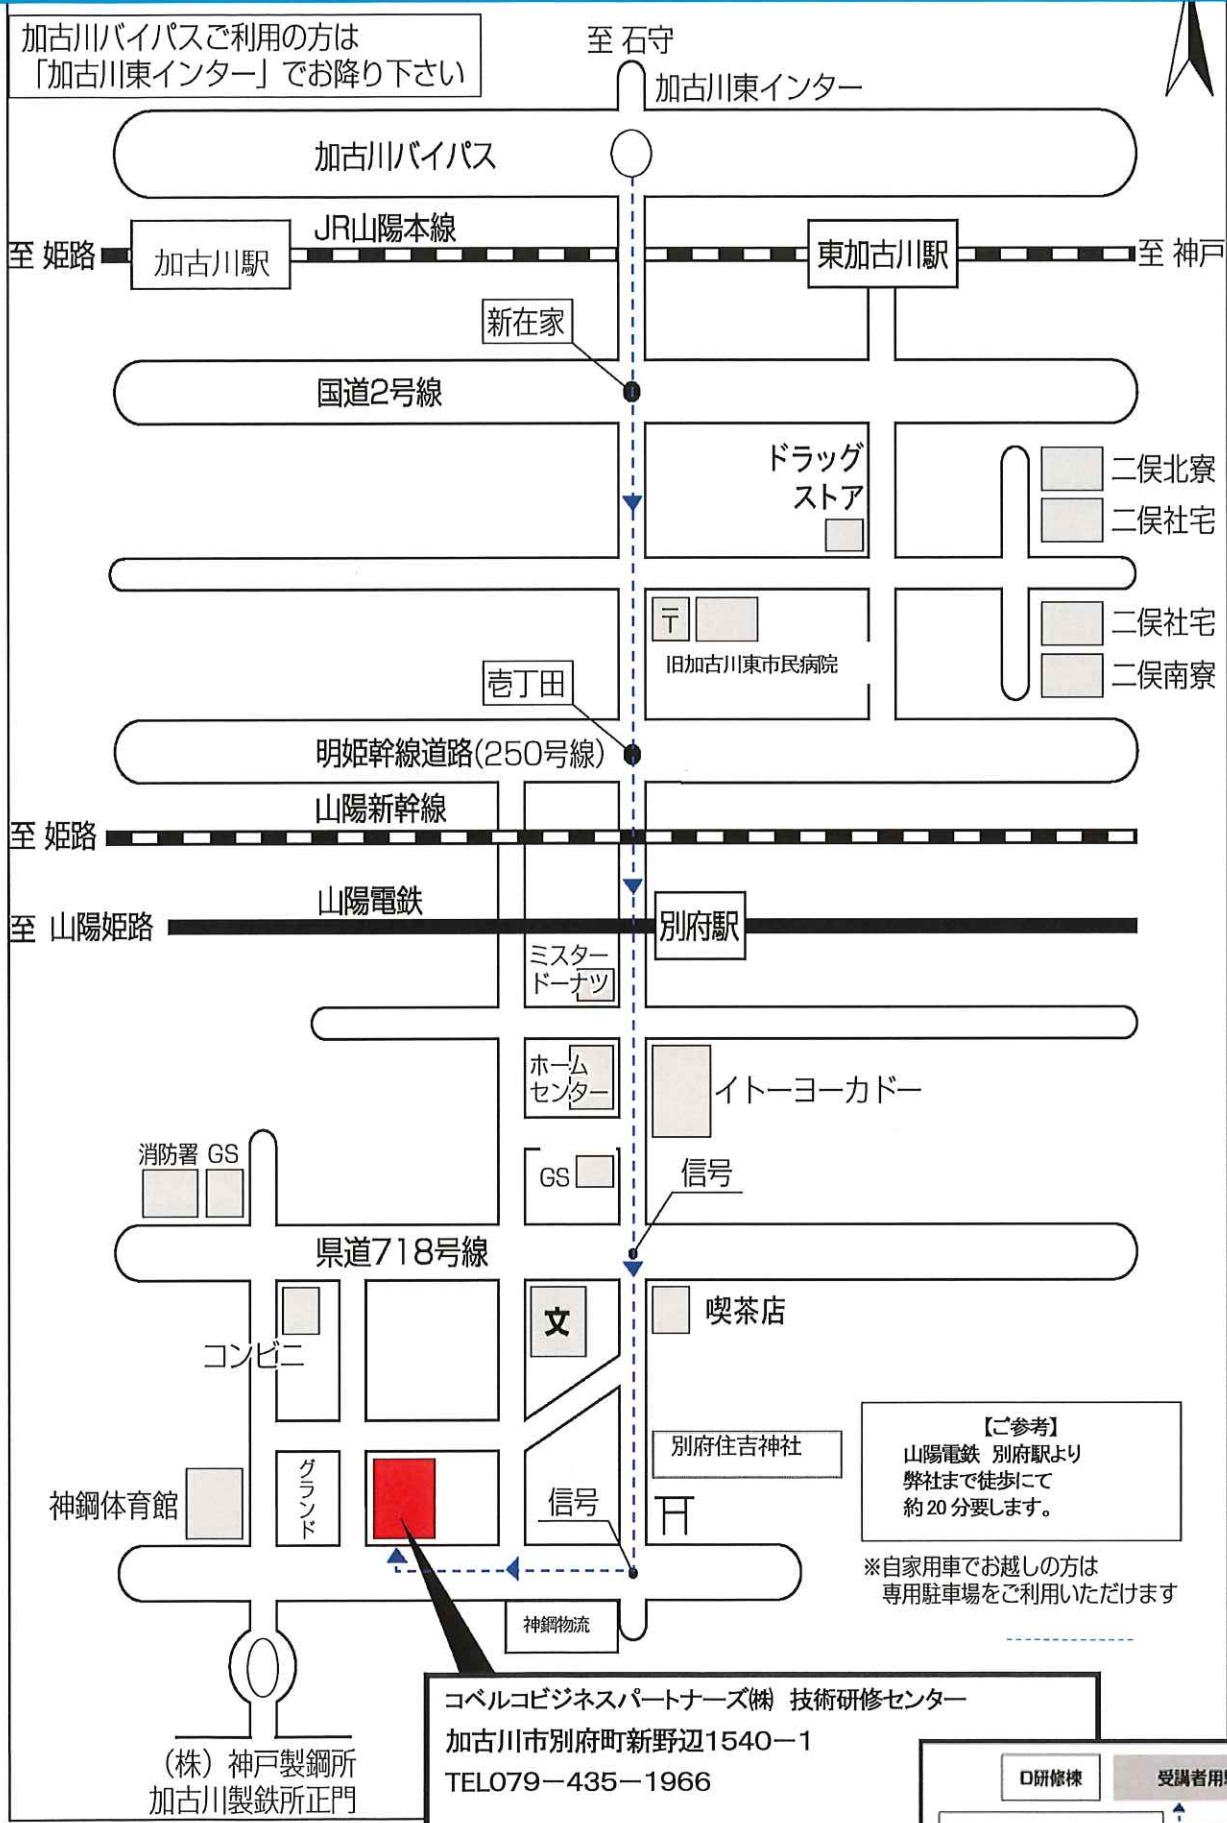 加古川バイパスご利用の方は
「加古川東インター」でお降り下さい
至 石守
加古川東インター
加古川バイパス
JR山陽本線
至 姫路
加古川駅
東加古川駅
至 神戸
新在家
国道2号線
ドラッグ
ストア
二俣北寮
二俣社宅
〒
旧加古川東市民病院
二俣社宅
二俣南寮
壱丁田
明姫幹線道路(250号線)
山陽新幹線
至 姫路
山陽電鉄
至 山陽姫路
別府駅
ミスター
ドーナツ
ホーム
センター
イトーヨーカドー
消防署 GS
GS
信号
県道718号線
コンビニ
文
喫茶店
【ご参考】
山陽電鉄 別府駅より
弊社まで徒歩にて
約20分要します。
別府住吉神社
神鋼体育館
グランド
信号
※自家用車でお越しの方は
専用駐車場をご利用いただけます
神鋼物流
コベルコビジネスパートナーズ㈱ 技術研修センター
加古川市別府町新野辺1540−1
TEL079−435−1966
(株) 神戸製鋼所
加古川製鉄所正門
D研修棟
受講者用